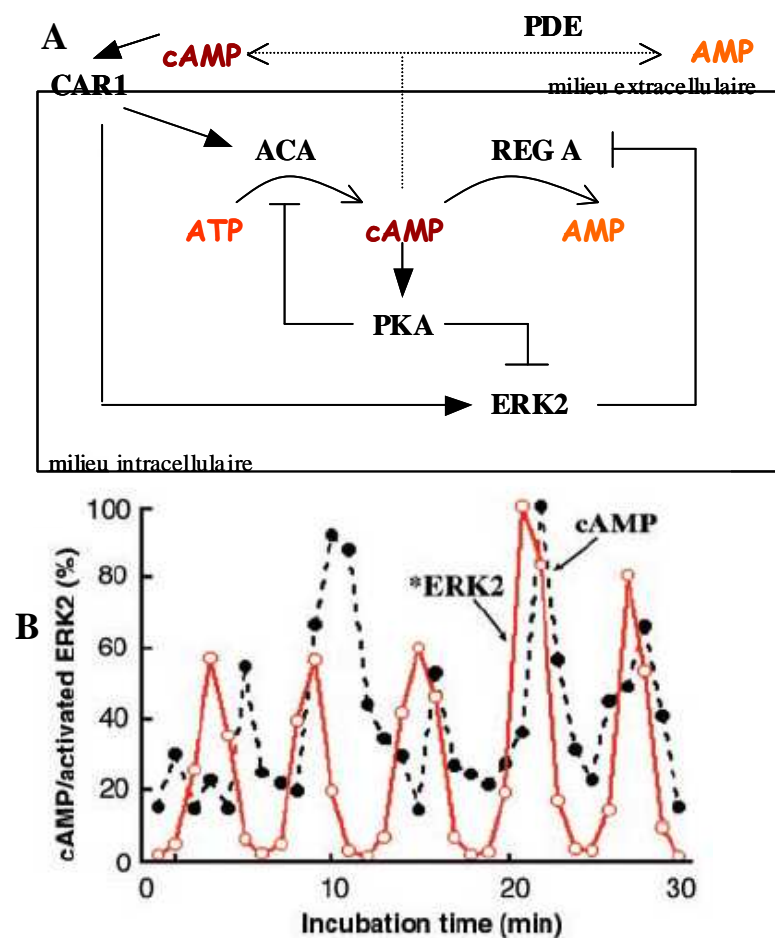 A
PDE
cAMP
AMP
CAR1
milieu extracellulaire
ACA
REG A
ATP
cAMP
AMP
PKA
ERK2
milieu intracellulaire
B
cAMP/activated ERK2 (%)
100
80
60
40
20
0
cAMP
*ERK2
0
10
20
30
Incubation time (min)